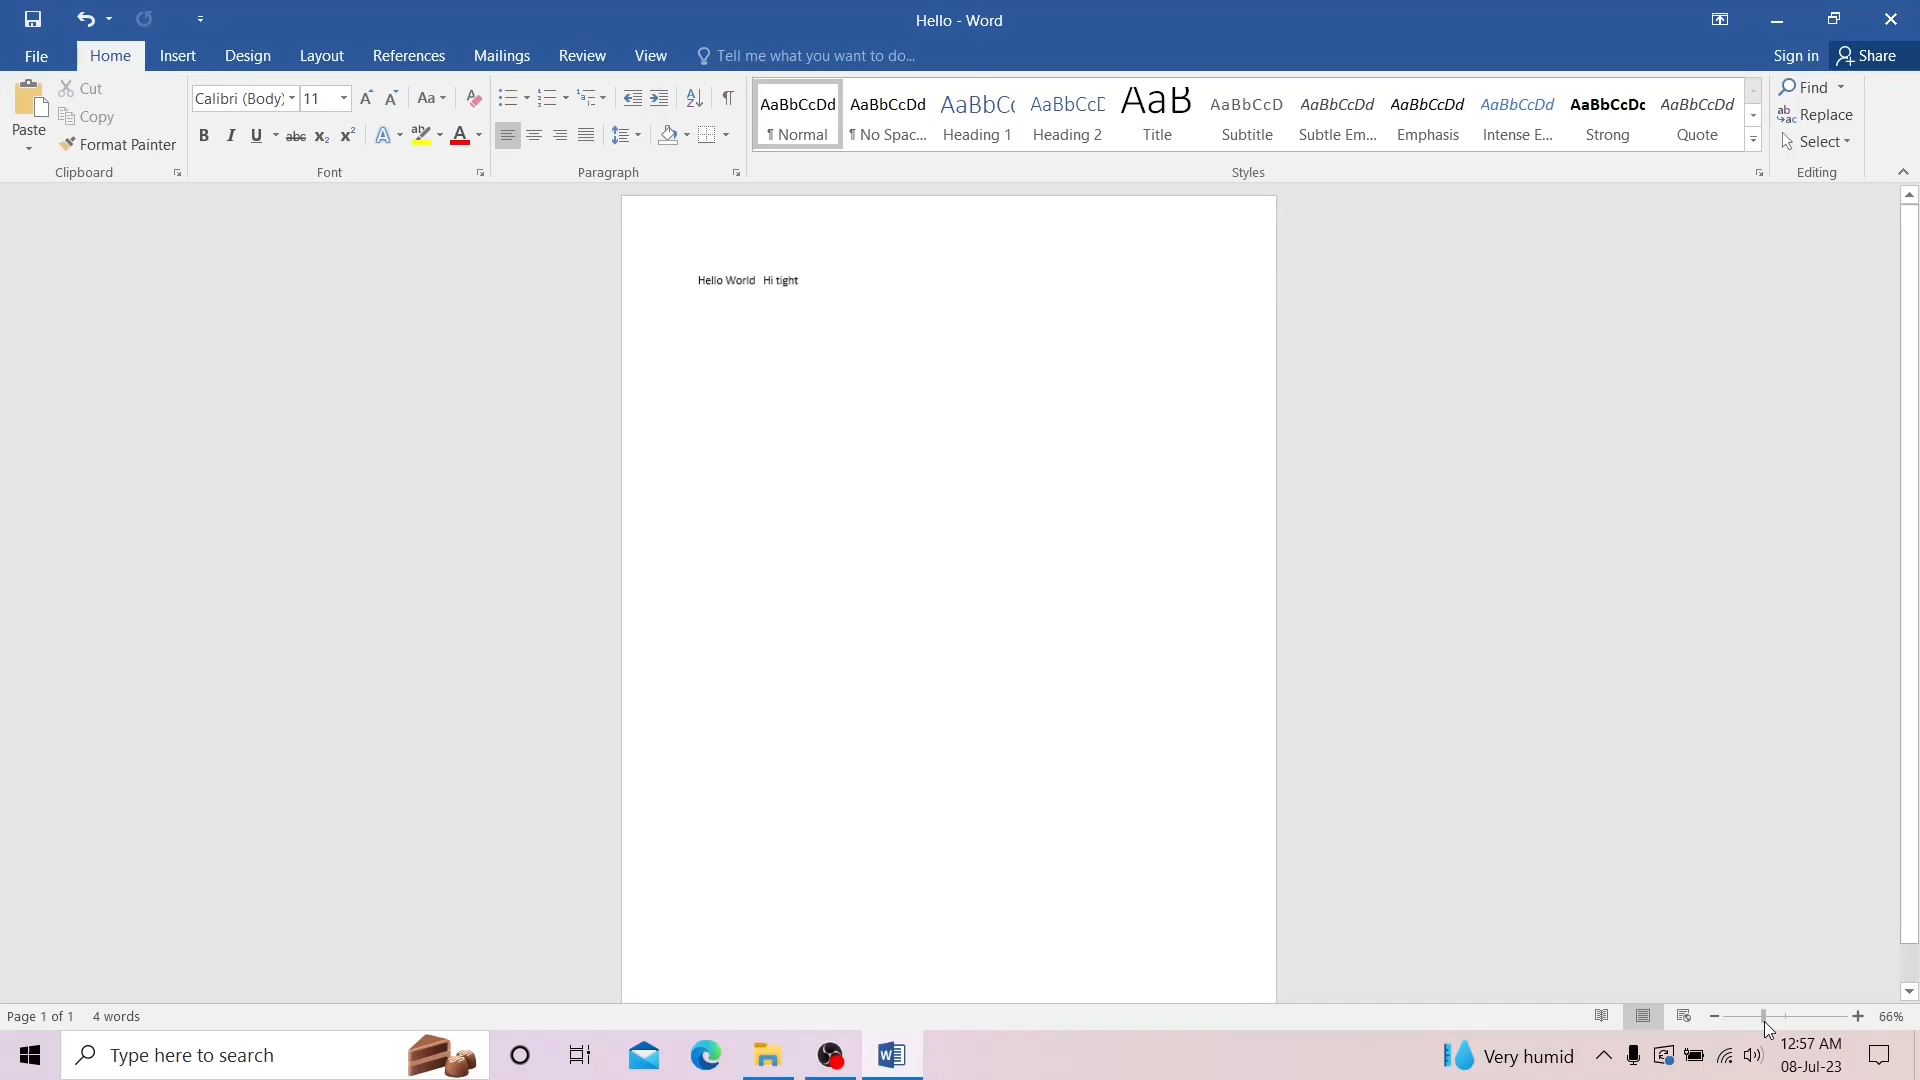 Hello - Word
File Home Insert Design Layout References Mailings Review View Tell me what you want to do... Sign in Share
Paste
Cut
Copy
Format Painter
Clipboard
Calibri (Body) 11
Font
Paragraph
AaBbCcDd AaBbCcDd AaBbCc AaBbCcC AaB AaBbCcD AaBbCcDd AaBbCcDd AaBbCcDd AaBbCcDc AaBbCcDd
¶ Normal ¶ No Spac... Heading 1 Heading 2 Title Subtitle Subtle Em... Emphasis Intense E... Strong Quote
Styles
Find
Replace
Select
Editing
Hello World Hi tight
Page 1 of 1 4 words 66%
Type here to search
Very humid
12:57 AM
08-Jul-23